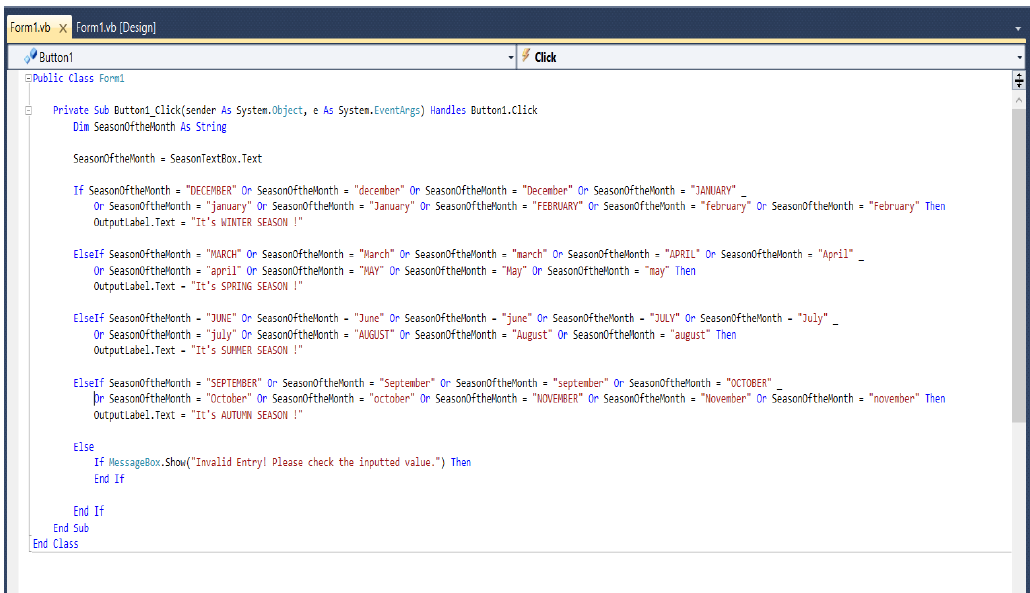 Form1.vb X Form1.vb [Design]
Button1 Click
Public Class Form1
Private Sub Button1_Click(sender As System.Object, e As System.EventArgs) Handles Button1.Click
Dim SeasonOftheMonth As String
SeasonOftheMonth = SeasonTextBox.Text
If SeasonOftheMonth = "DECEMBER" Or SeasonOftheMonth = "december" Or SeasonOftheMonth = "December" Or SeasonOftheMonth = "JANUARY" _
Or SeasonOftheMonth = "january" Or SeasonOftheMonth = "January" Or SeasonOftheMonth = "FEBRUARY" Or SeasonOftheMonth = "february" Or SeasonOftheMonth = "February" Then
OutputLabel.Text = "It's WINTER SEASON !"
ElseIf SeasonOftheMonth = "MARCH" Or SeasonOftheMonth = "March" Or SeasonOftheMonth = "march" Or SeasonOftheMonth = "APRIL" Or SeasonOftheMonth = "April" _
Or SeasonOftheMonth = "april" Or SeasonOftheMonth = "MAY" Or SeasonOftheMonth = "May" Or SeasonOftheMonth = "may" Then
OutputLabel.Text = "It's SPRING SEASON !"
ElseIf SeasonOftheMonth = "JUNE" Or SeasonOftheMonth = "June" Or SeasonOftheMonth = "june" Or SeasonOftheMonth = "JULY" Or SeasonOftheMonth = "July" _
Or SeasonOftheMonth = "july" Or SeasonOftheMonth = "AUGUST" Or SeasonOftheMonth = "August" Or SeasonOftheMonth = "august" Then
OutputLabel.Text = "It's SUMMER SEASON !"
ElseIf SeasonOftheMonth = "SEPTEMBER" Or SeasonOftheMonth = "September" Or SeasonOftheMonth = "september" Or SeasonOftheMonth = "OCTOBER" _
Or SeasonOftheMonth = "October" Or SeasonOftheMonth = "october" Or SeasonOftheMonth = "NOVEMBER" Or SeasonOftheMonth = "November" Or SeasonOftheMonth = "november" Then
OutputLabel.Text = "It's AUTUMN SEASON !"
Else
If MessageBox.Show("Invalid Entry! Please check the inputted value.") Then
End If
End If
End Sub
End Class